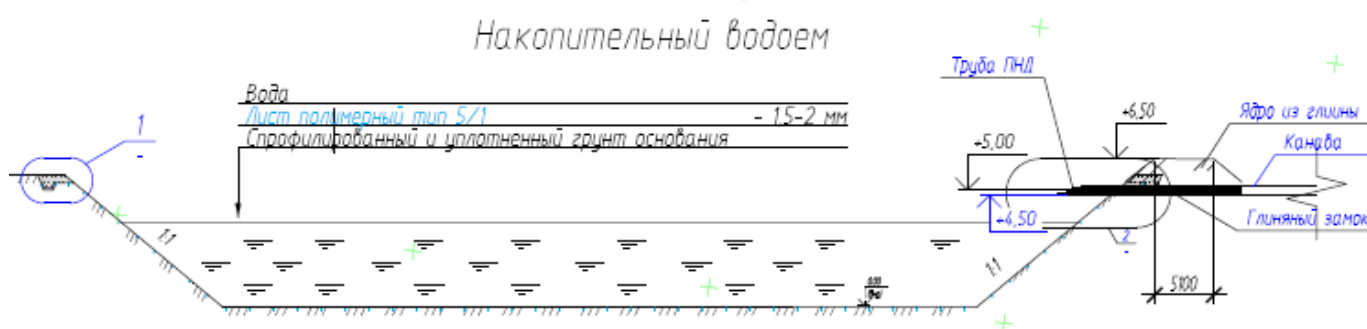 Накопительный водоем
Труба ПНД
Вода
Лист полимерный тип 5/1 - 1.5-2 мм
Спрофилированный и уплотненный грунт основания
+6,50
Ядро из глины
Канава
+5,00
1
-
+4,50
Глиняный замок
2
-
1:1
1:1
5100